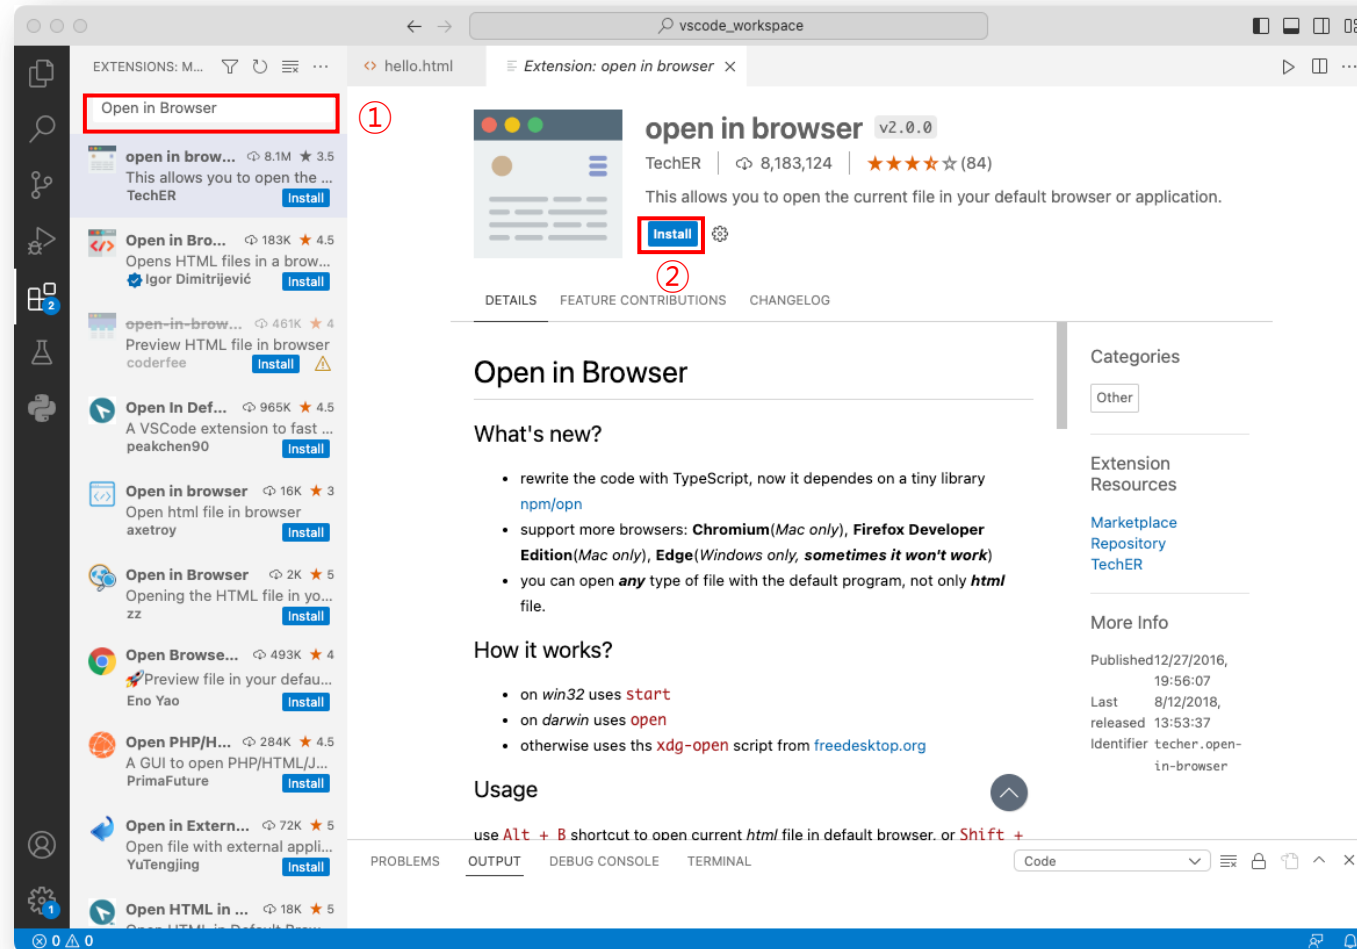 vscode_workspace
EXTENSIONS: M...
Open in Browser
①
open in brow... 8.1M ★ 3.5
This allows you to open the ...
TechER
Install
Open in Bro... 183K ★ 4.5
Opens HTML files in a brow...
Igor Dimitrijević
Install
open-in-brow... 461K ★ 4
Preview HTML file in browser
coderfee
Install
Open In Def... 965K ★ 4.5
A VSCode extension to fast ...
peakchen90
Install
Open in browser 16K ★ 3
Open html file in browser
axetroy
Install
Open in Browser 2K ★ 5
Opening the HTML file in yo...
zz
Install
Open Browse... 493K ★ 4
🚀Preview file in your defau...
Eno Yao
Install
Open PHP/H... 284K ★ 4.5
A GUI to open PHP/HTML/J...
PrimaFuture
Install
Open in Extern... 72K ★ 5
Open file with external appli...
YuTengjing
Install
Open HTML in ... 18K ★ 5
Open HTML in Default Brow...
hello.html
Extension: open in browser
open in browser v2.0.0
TechER 8,183,124 ★★★★☆ (84)
This allows you to open the current file in your default browser or application.
Install
②
DETAILS FEATURE CONTRIBUTIONS CHANGELOG
Open in Browser
What's new?
• rewrite the code with TypeScript, now it dependes on a tiny library
npm/opn
• support more browsers: Chromium(Mac only), Firefox Developer
Edition(Mac only), Edge(Windows only, sometimes it won't work)
• you can open any type of file with the default program, not only html
file.
How it works?
• on win32 uses start
• on darwin uses open
• otherwise uses ths xdg-open script from freedesktop.org
Usage
use Alt + B shortcut to open current html file in default browser, or Shift +
Categories
Other
Extension
Resources
Marketplace
Repository
TechER
More Info
Published 12/27/2016,
19:56:07
Last 8/12/2018,
released 13:53:37
Identifier techer.open-
in-browser
PROBLEMS OUTPUT DEBUG CONSOLE TERMINAL
Code
2
1
0 0